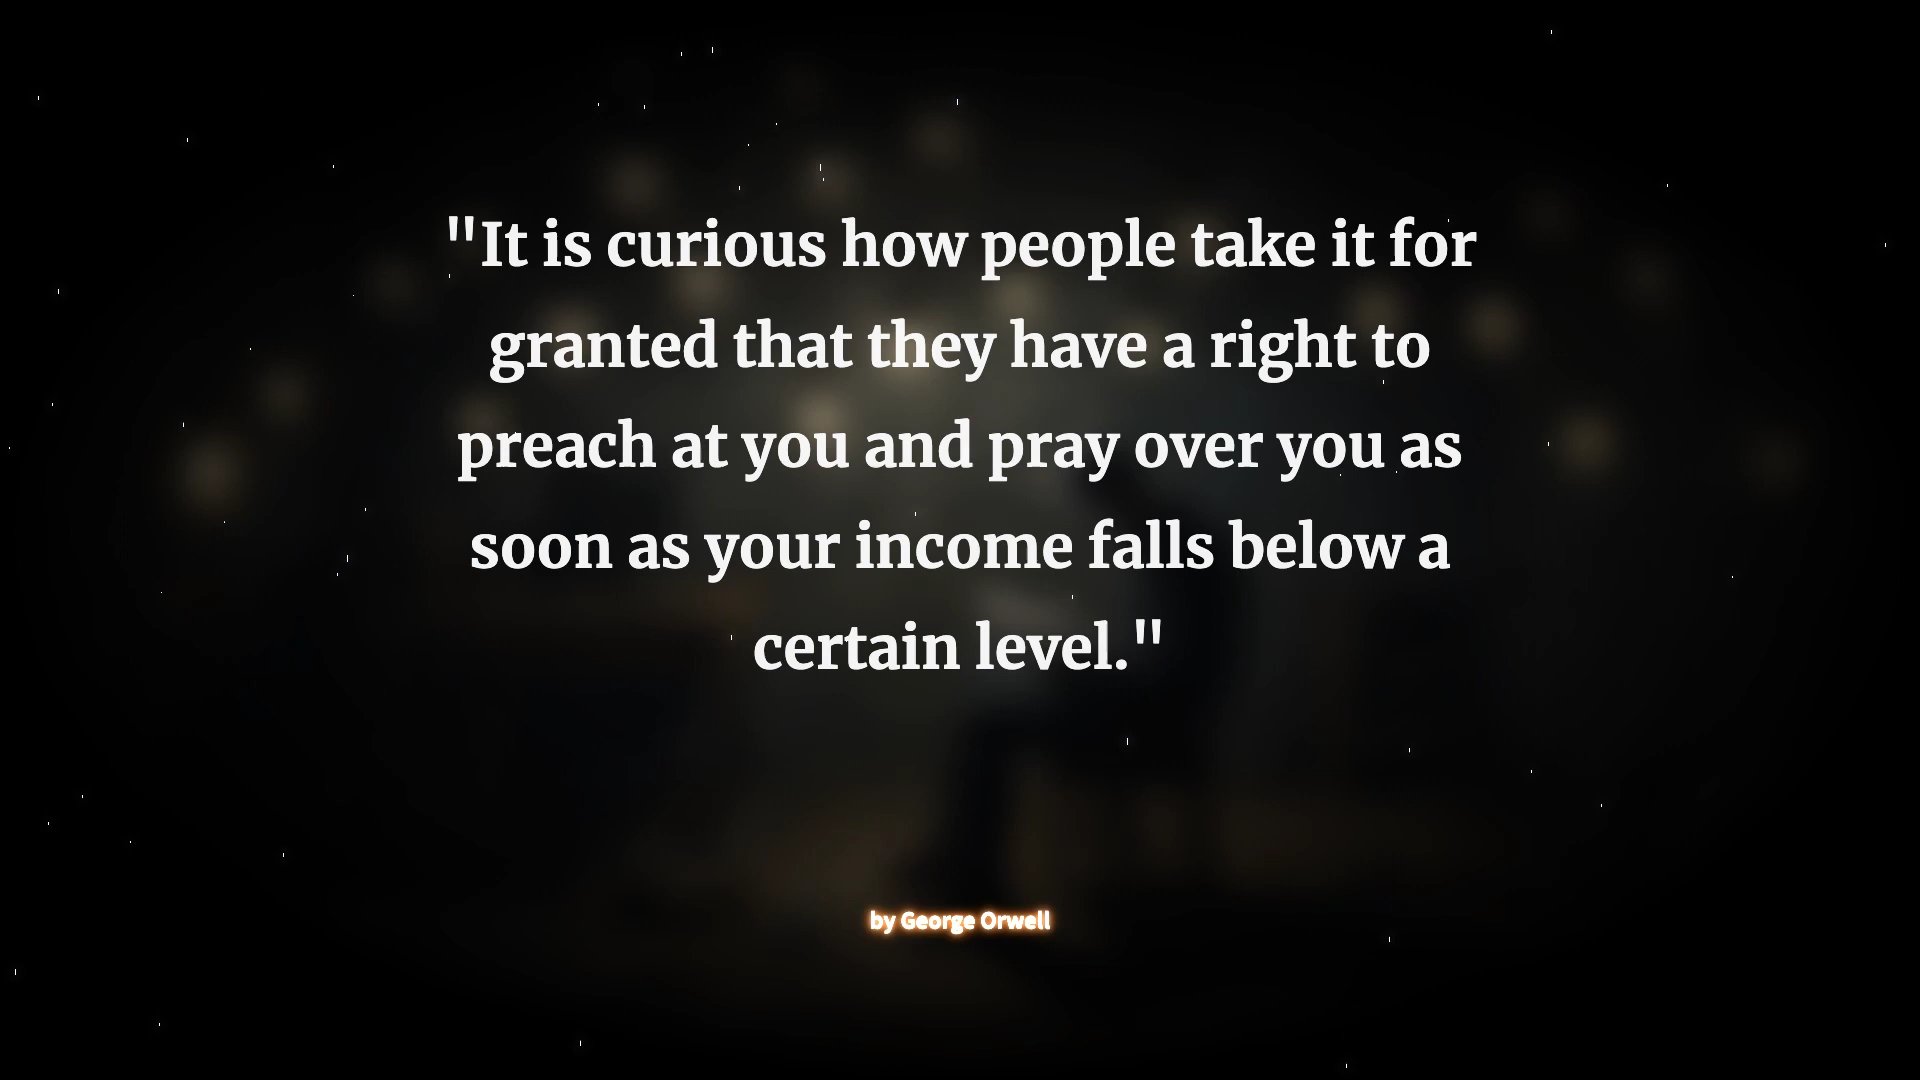 "It is curious how people take it for
granted that they have a right to
preach at you and pray over you as
soon as your income falls below a
certain level."
by George Orwell